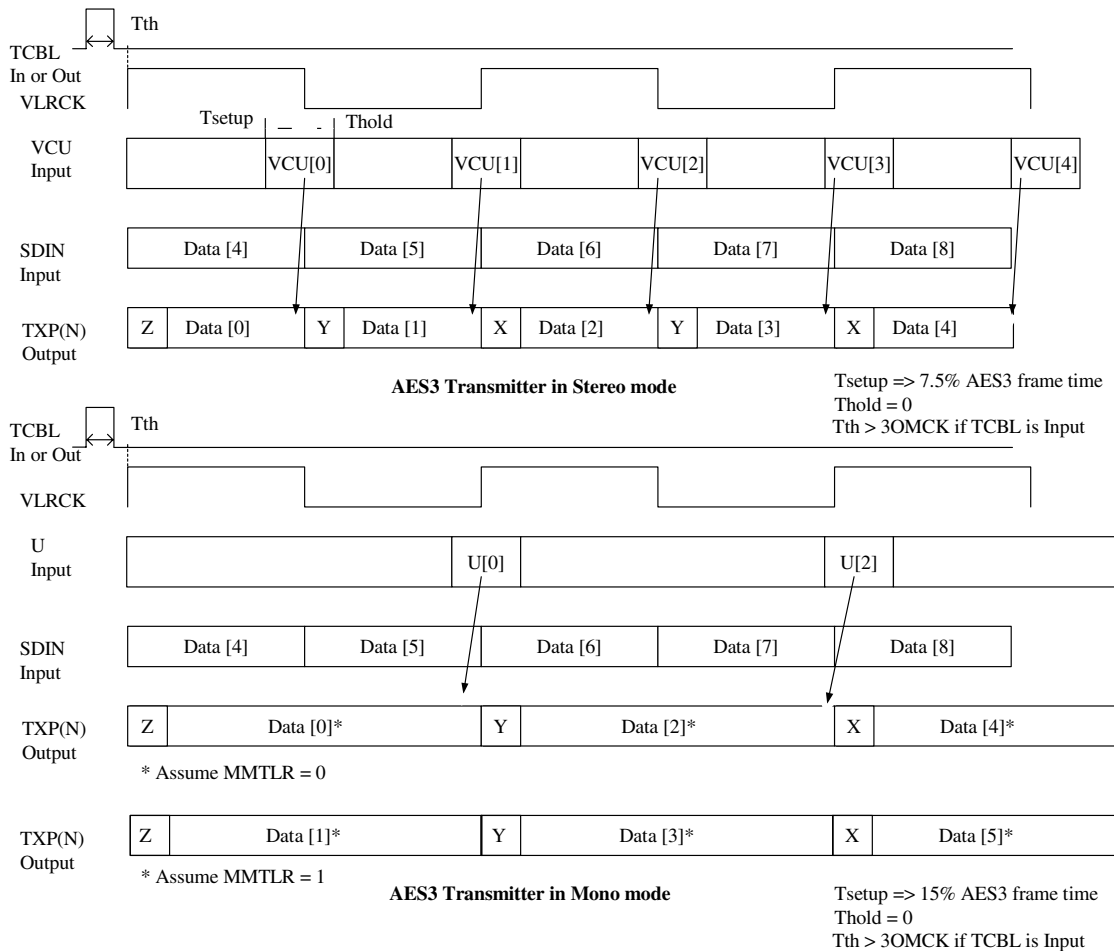 Tth
TCBL
In or Out
VLRCK
Tsetup Thold
VCU
Input
VCU[0] VCU[1] VCU[2] VCU[3] VCU[4]
SDIN
Input
Data [4] Data [5] Data [6] Data [7] Data [8]
TXP(N)
Output
Z Data [0] Y Data [1] X Data [2] Y Data [3] X Data [4]
AES3 Transmitter in Stereo mode
Tsetup => 7.5% AES3 frame time
Thold = 0
Tth > 3OMCK if TCBL is Input
Tth
TCBL
In or Out
VLRCK
U
Input
U[0] U[2]
SDIN
Input
Data [4] Data [5] Data [6] Data [7] Data [8]
TXP(N)
Output
Z Data [0]* Y Data [2]* X Data [4]*
* Assume MMTLR = 0
TXP(N)
Output
Z Data [1]* Y Data [3]* X Data [5]*
* Assume MMTLR = 1
AES3 Transmitter in Mono mode
Tsetup => 15% AES3 frame time
Thold = 0
Tth > 3OMCK if TCBL is Input